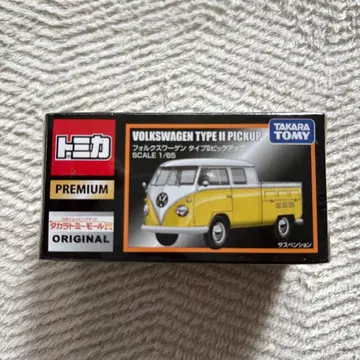 トミカ
PREMIUM
タカラトミーモール
ORIGINAL
VOLKSWAGEN TYPE II PICKUP
フォルクスワーゲン タイプⅡピックアップ
SCALE 1/65
TAKARA
TOMY
サスペンション